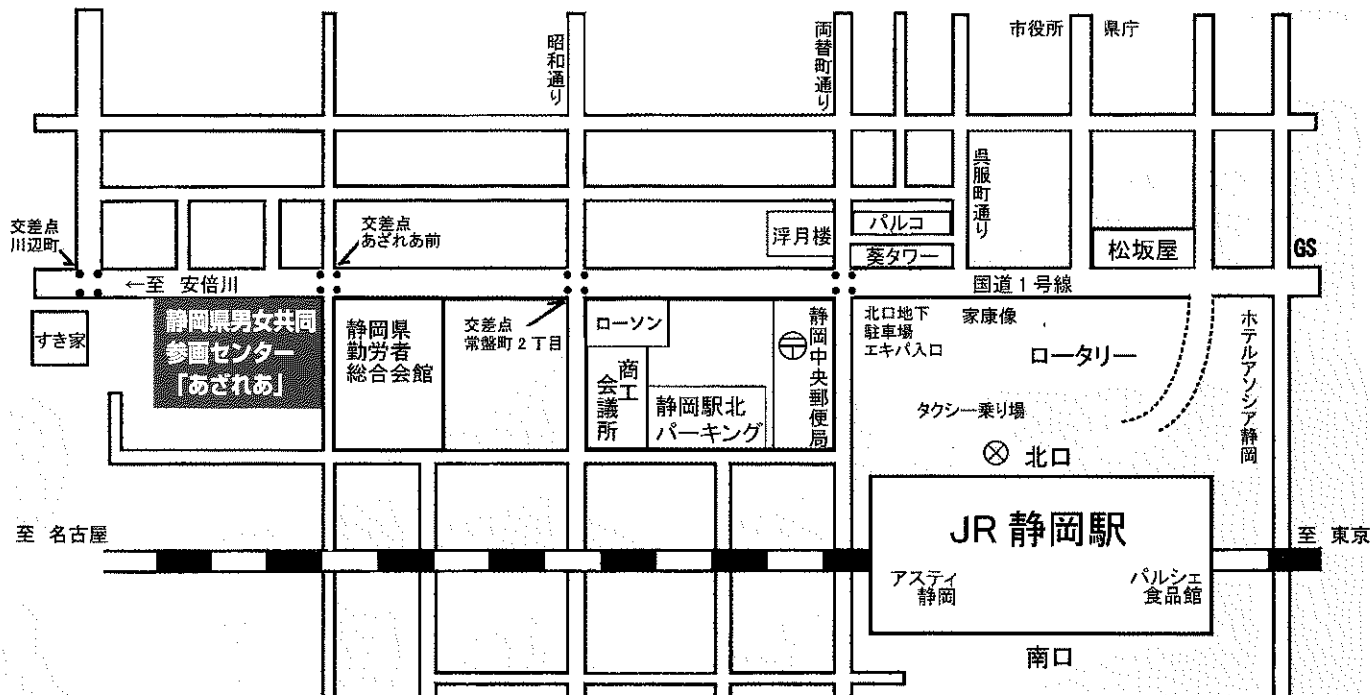 市役所 県庁
昭和通り
両替町通り
呉服町通り
交差点
川辺町
交差点
あざれあ前
浮月楼
パルコ
葵タワー
松坂屋
GS
←至 安倍川
国道1号線
すき家
静岡県男女共同
参画センター
「あざれあ」
静岡県
勤労者
総合会館
交差点
常盤町2丁目
ローソン
商工
会議所
静岡駅北
パーキング
静岡中央郵便局
北口地下
駐車場
エキパ入口
家康像
ロータリー
タクシー乗り場
ホテルアソシア静岡
北口
至 名古屋
JR 静岡駅
至 東京
アスティ
静岡
パルシェ
食品館
南口